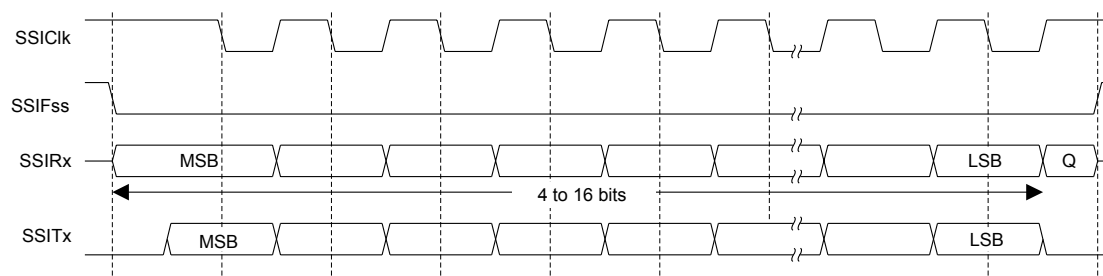 SSIClk
SSIFss
SSIRx MSB LSB Q
4 to 16 bits
SSITx MSB LSB